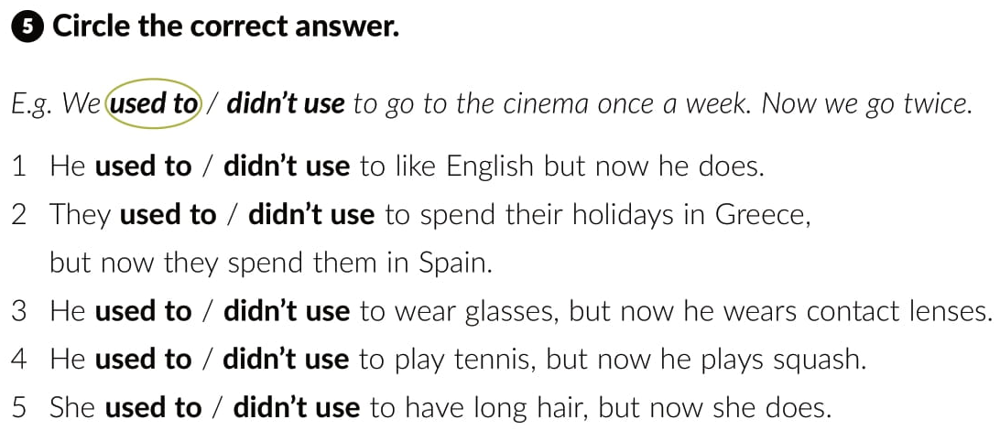 5 Circle the correct answer.
E.g. We used to / didn't use to go to the cinema once a week. Now we go twice.
1 He used to / didn't use to like English but now he does.
2 They used to / didn't use to spend their holidays in Greece,
but now they spend them in Spain.
3 He used to / didn't use to wear glasses, but now he wears contact lenses.
4 He used to / didn't use to play tennis, but now he plays squash.
5 She used to / didn't use to have long hair, but now she does.